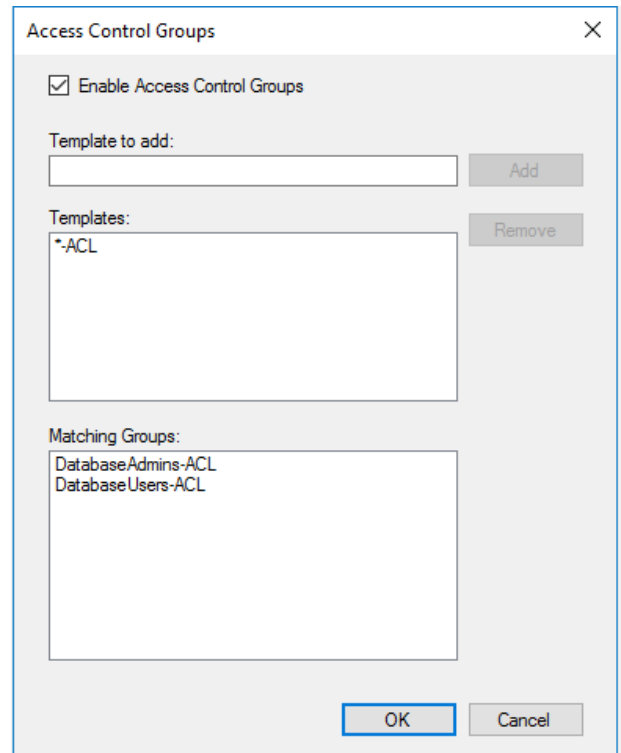 Access Control Groups
Enable Access Control Groups
Template to add:
Add
Templates:
Remove
*-ACL
Matching Groups:
DatabaseAdmins-ACL
DatabaseUsers-ACL
OK
Cancel